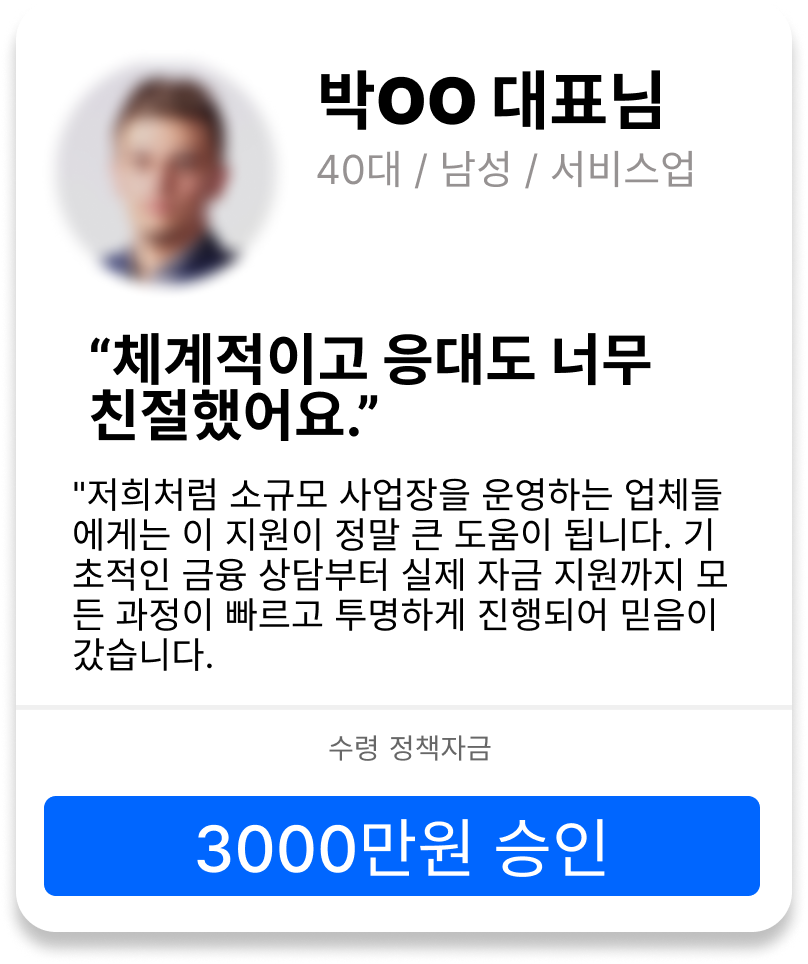 박OO 대표님
40대 / 남성 / 서비스업
“체계적이고 응대도 너무
친절했어요.”
"저희처럼 소규모 사업장을 운영하는 업체들
에게는 이 지원이 정말 큰 도움이 됩니다. 기
초적인 금융 상담부터 실제 자금 지원까지 모
든 과정이 빠르고 투명하게 진행되어 믿음이
갔습니다.
수령 정책자금
3000만원 승인